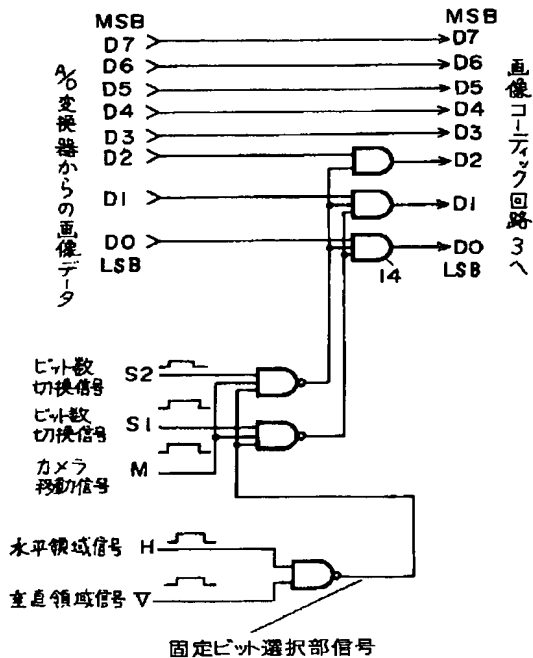 MSB
D7
D6
D5
D4
D3
D2
D1
D0
LSB
A/D変換器からの画像データ
MSB
D7
D6
D5
D4
D3
D2
D1
D0
LSB
画像コーディック回路3へ
14
ビット数
切換信号 S2
ビット数
切換信号 S1
カメラ
移動信号 M
水平領域信号 H
垂直領域信号 V
固定ビット選択部信号